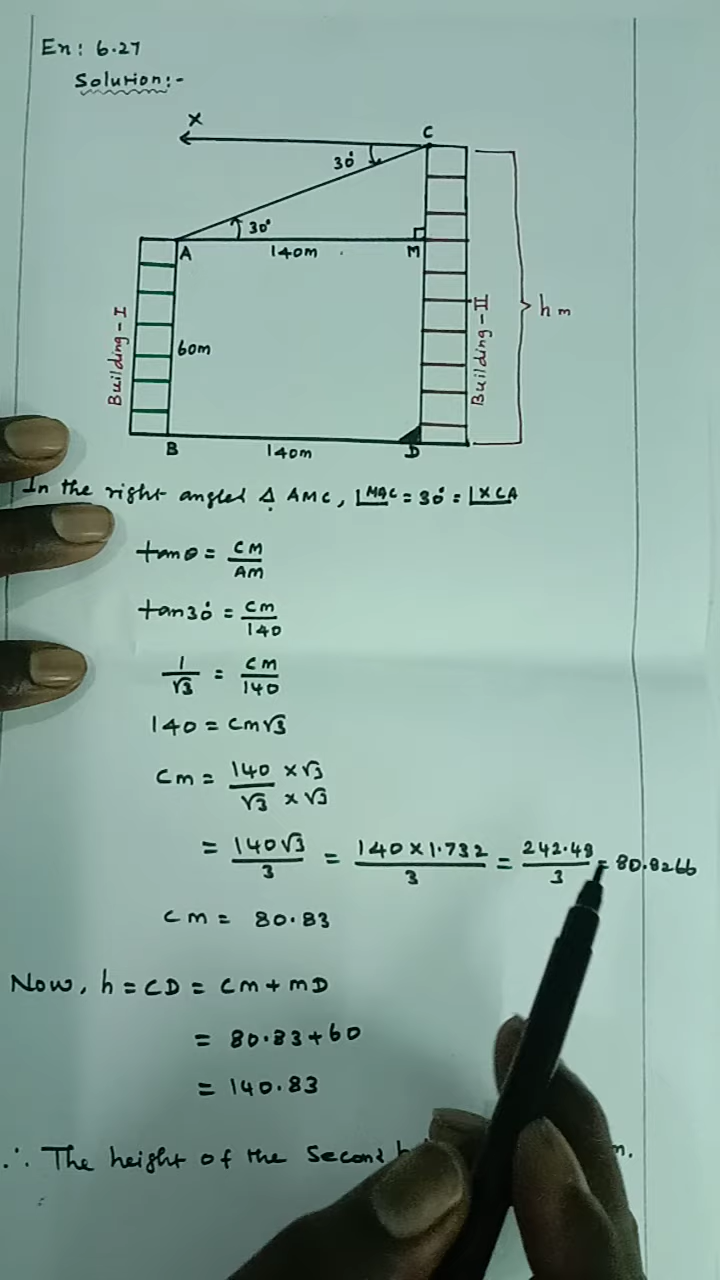 En: 6.27
Solution:-
X
C
30°
30°
A
140m
M
Building-I
60m
Building-II
h m
B
140m
D
In the right angled Δ AMC, ∠MAC = 30° = ∠XCA
tanθ = CM/AM
tan30° = CM/140
1/√3 = CM/140
140 = CM√3
CM = 140/√3 × √3/√3
= 140√3/3 = 140×1.732/3 = 242.48/3 = 80.8266
CM = 80.83
Now, h = CD = CM + MD
= 80.83+60
= 140.83
∴ The height of the Second m.